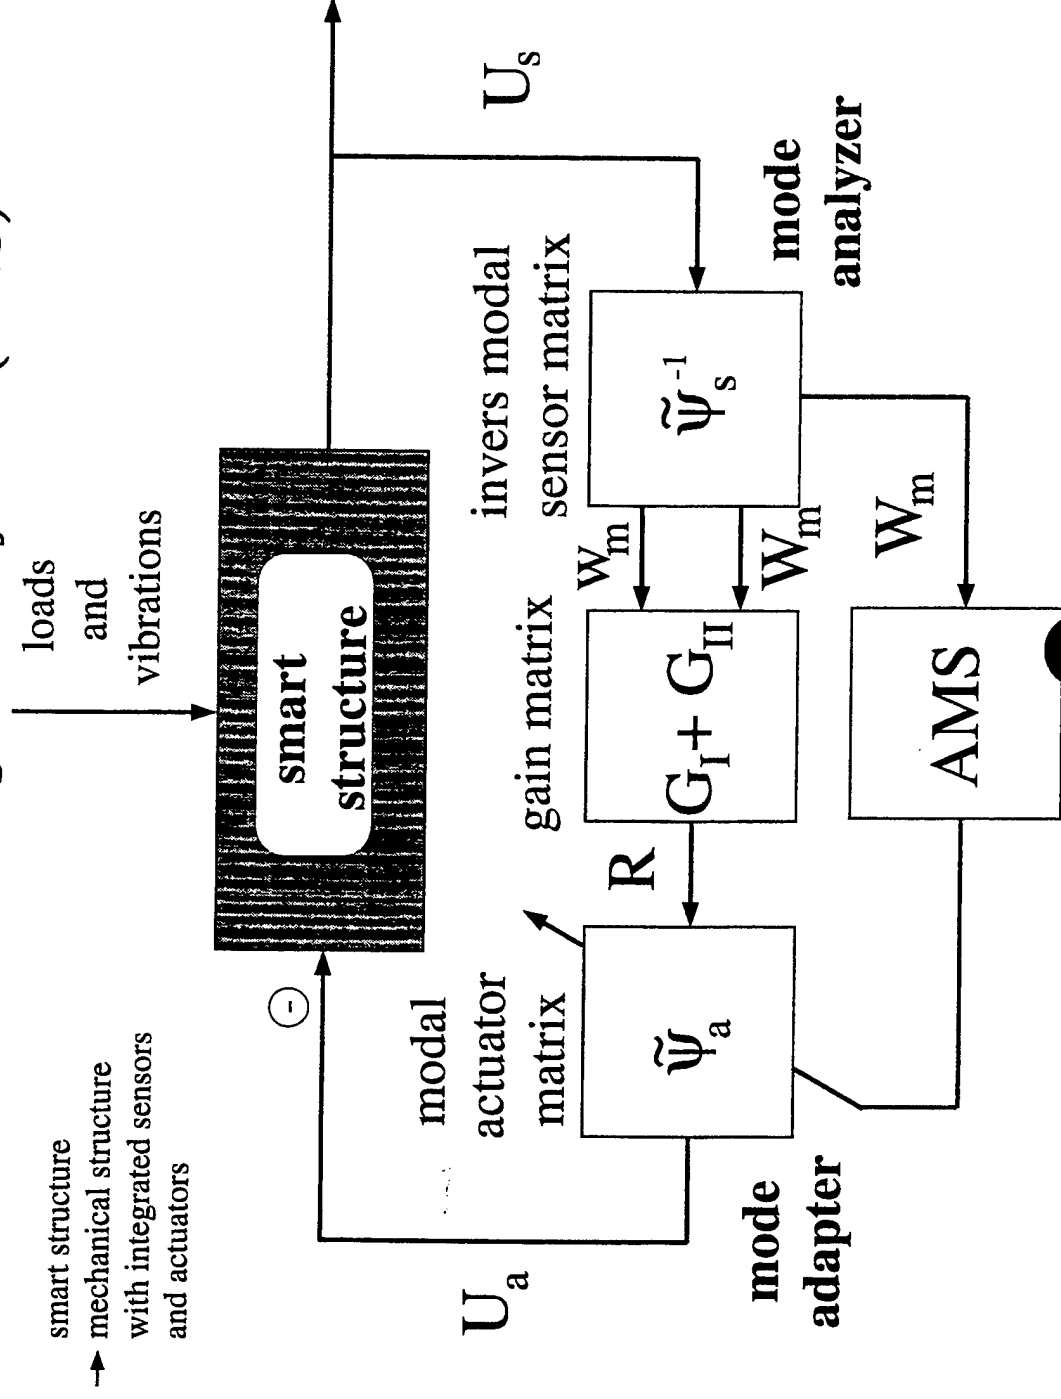 smart structure
→ mechanical structure
with integrated sensors
and actuators
loads
and
vibrations
smart
structure
-
U_a
U_s
modal
actuator
matrix
gain matrix
invers modal
sensor matrix
ψ̃_a
R
G_I + G_II
w_m
W_m
ψ̃_s^-1
mode
adapter
AMS
W_m
mode
analyzer